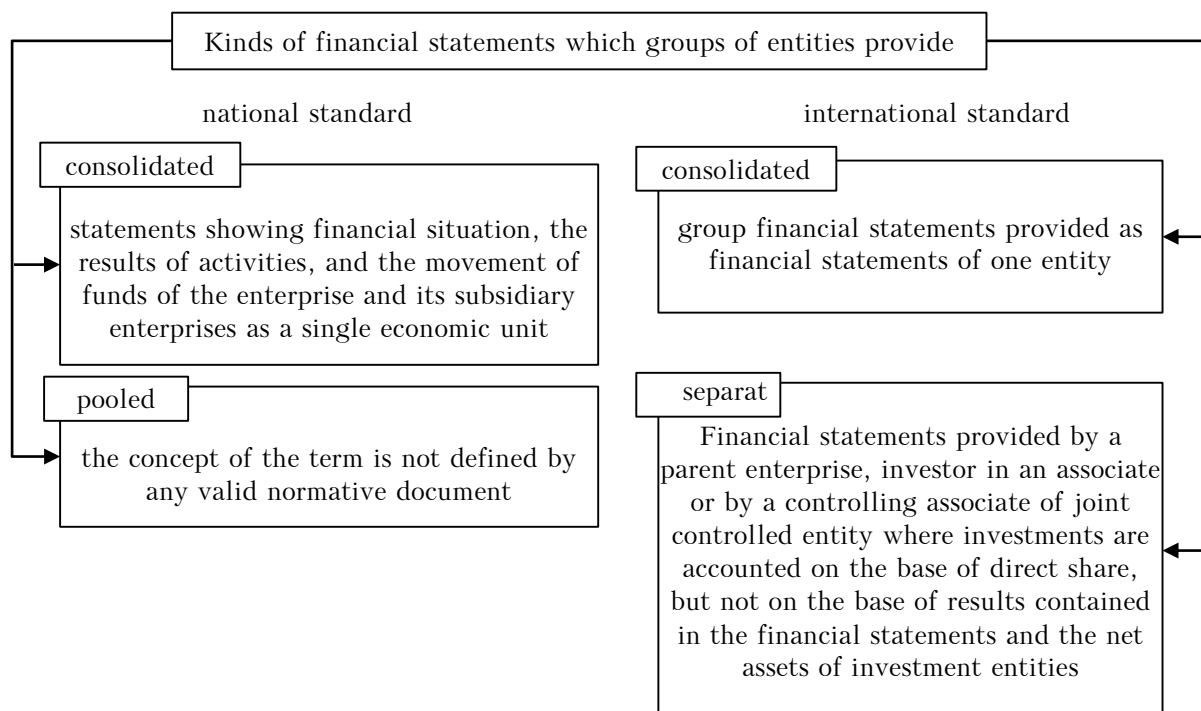 Kinds of financial statements which groups of entities provide
national standard
international standard
consolidated
statements showing financial situation, the
results of activities, and the movement of
funds of the enterprise and its subsidiary
enterprises as a single economic unit
consolidated
group financial statements provided as
financial statements of one entity
pooled
the concept of the term is not defined by
any valid normative document
separat
Financial statements provided by a
parent enterprise, investor in an associate
or by a controlling associate of joint
controlled entity where investments are
accounted on the base of direct share,
but not on the base of results contained
in the financial statements and the net
assets of investment entities